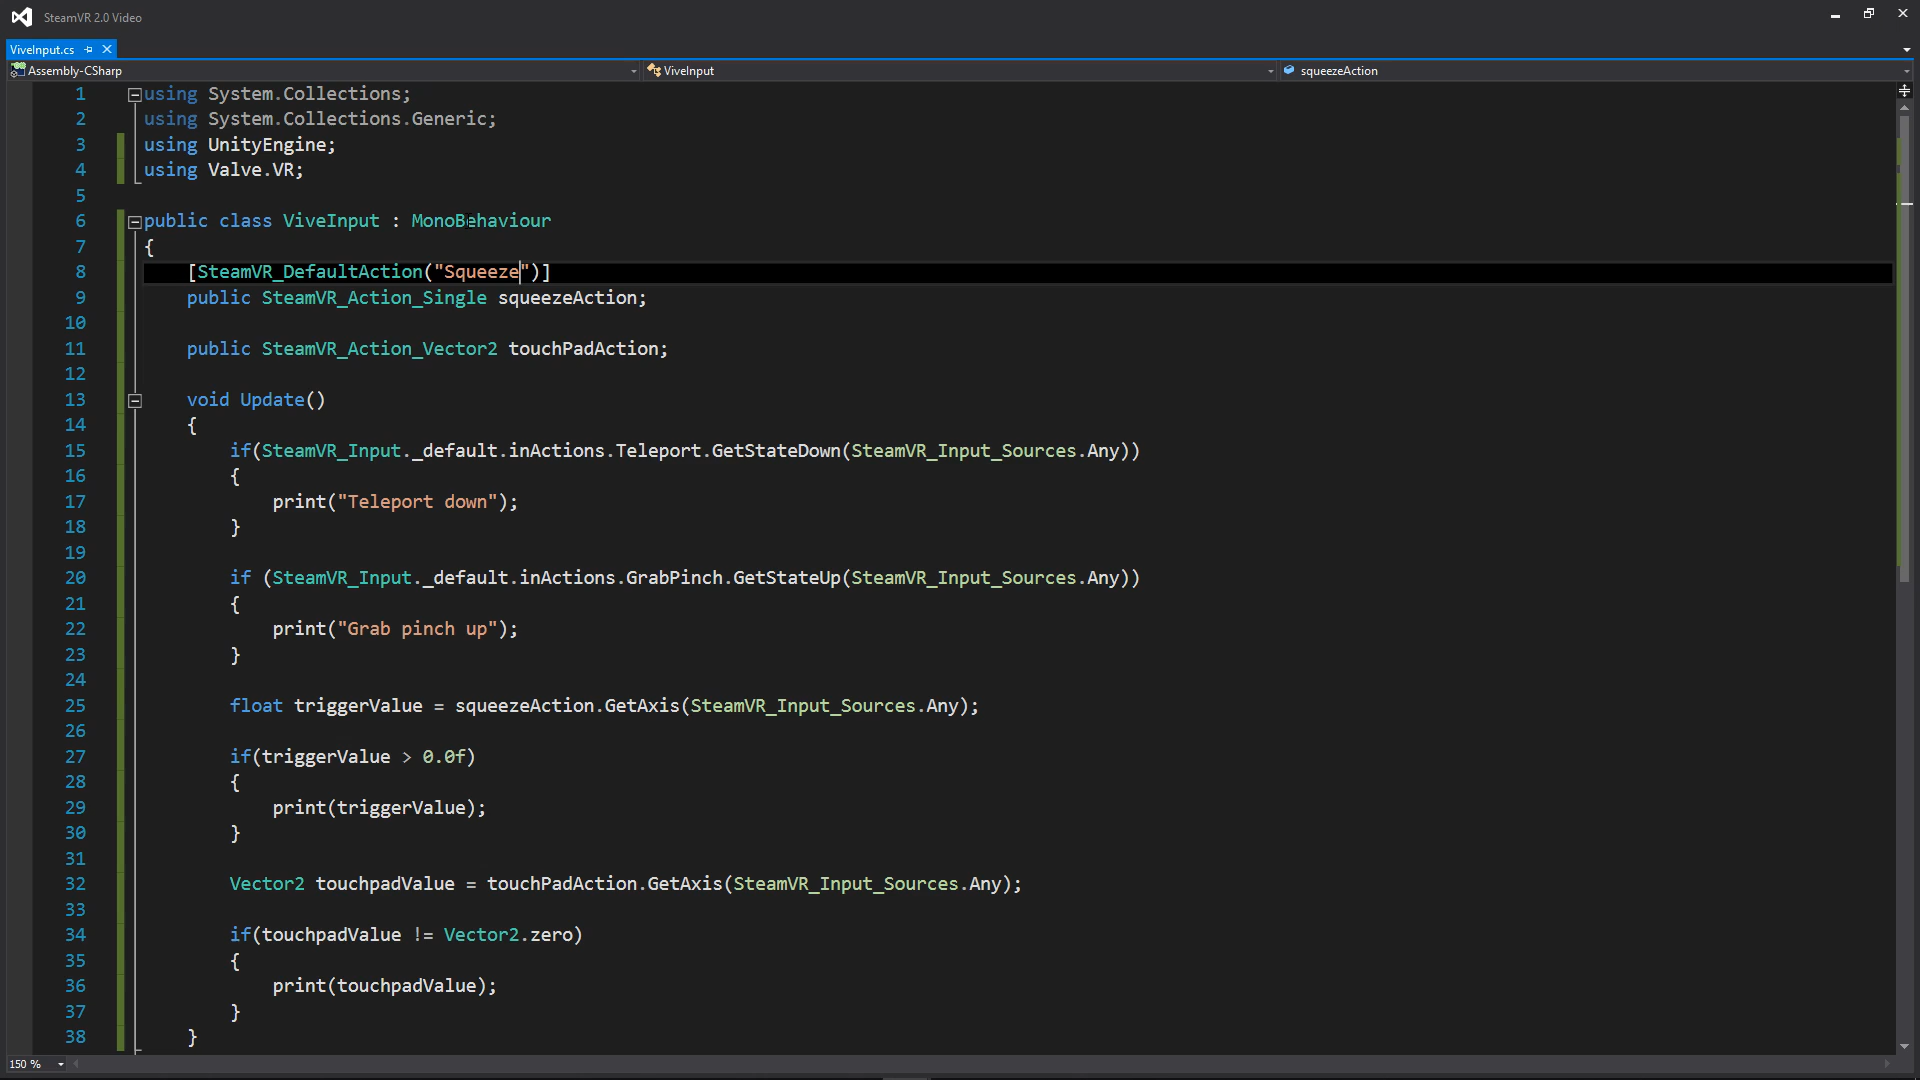 SteamVR 2.0 Video
ViveInput.cs
Assembly-CSharp
ViveInput
squeezeAction
1 using System.Collections;
2 using System.Collections.Generic;
3 using UnityEngine;
4 using Valve.VR;
5
6 public class ViveInput : MonoBehaviour
7 {
8 [SteamVR_DefaultAction("Squeeze")]
9 public SteamVR_Action_Single squeezeAction;
10
11 public SteamVR_Action_Vector2 touchPadAction;
12
13 void Update()
14 {
15 if(SteamVR_Input._default.inActions.Teleport.GetStateDown(SteamVR_Input_Sources.Any))
16 {
17 print("Teleport down");
18 }
19
20 if (SteamVR_Input._default.inActions.GrabPinch.GetStateUp(SteamVR_Input_Sources.Any))
21 {
22 print("Grab pinch up");
23 }
24
25 float triggerValue = squeezeAction.GetAxis(SteamVR_Input_Sources.Any);
26
27 if(triggerValue > 0.0f)
28 {
29 print(triggerValue);
30 }
31
32 Vector2 touchpadValue = touchPadAction.GetAxis(SteamVR_Input_Sources.Any);
33
34 if(touchpadValue != Vector2.zero)
35 {
36 print(touchpadValue);
37 }
38 }
150 %